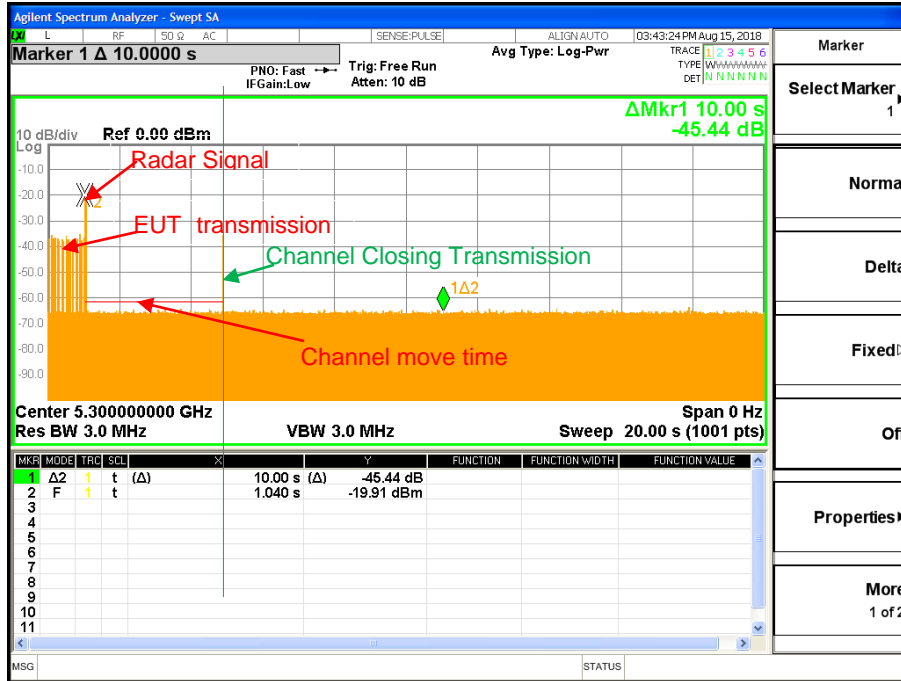 Agilent Spectrum Analyzer - Swept SA
LXI L RF 50 Ω AC SENSE:PULSE ALIGN AUTO 03:43:24 PM Aug 15, 2018
Marker 1 Δ 10.0000 s
PNO: Fast
IFGain:Low
Trig: Free Run
Atten: 10 dB
Avg Type: Log-Pwr
TRACE 1 2 3 4 5 6
TYPE WWWWWW
DET N N N N N N
ΔMkr1 10.00 s
-45.44 dB
10 dB/div Ref 0.00 dBm
Log
-10.0
-20.0
-30.0
-40.0
-50.0
-60.0
-70.0
-80.0
-90.0
Radar Signal
2
EUT transmission
Channel Closing Transmission
1Δ2
Channel move time
Center 5.300000000 GHz Span 0 Hz
Res BW 3.0 MHz VBW 3.0 MHz Sweep 20.00 s (1001 pts)
MKR MODE TRC SCL X Y FUNCTION FUNCTION WIDTH FUNCTION VALUE
1 Δ2 1 t (Δ) 10.00 s (Δ) -45.44 dB
2 F 1 t 1.040 s -19.91 dBm
3
4
5
6
7
8
9
10
11
MSG STATUS
Marker
Select Marker
1
Norma
Delta
Fixed
Of
Properties
More
1 of 2